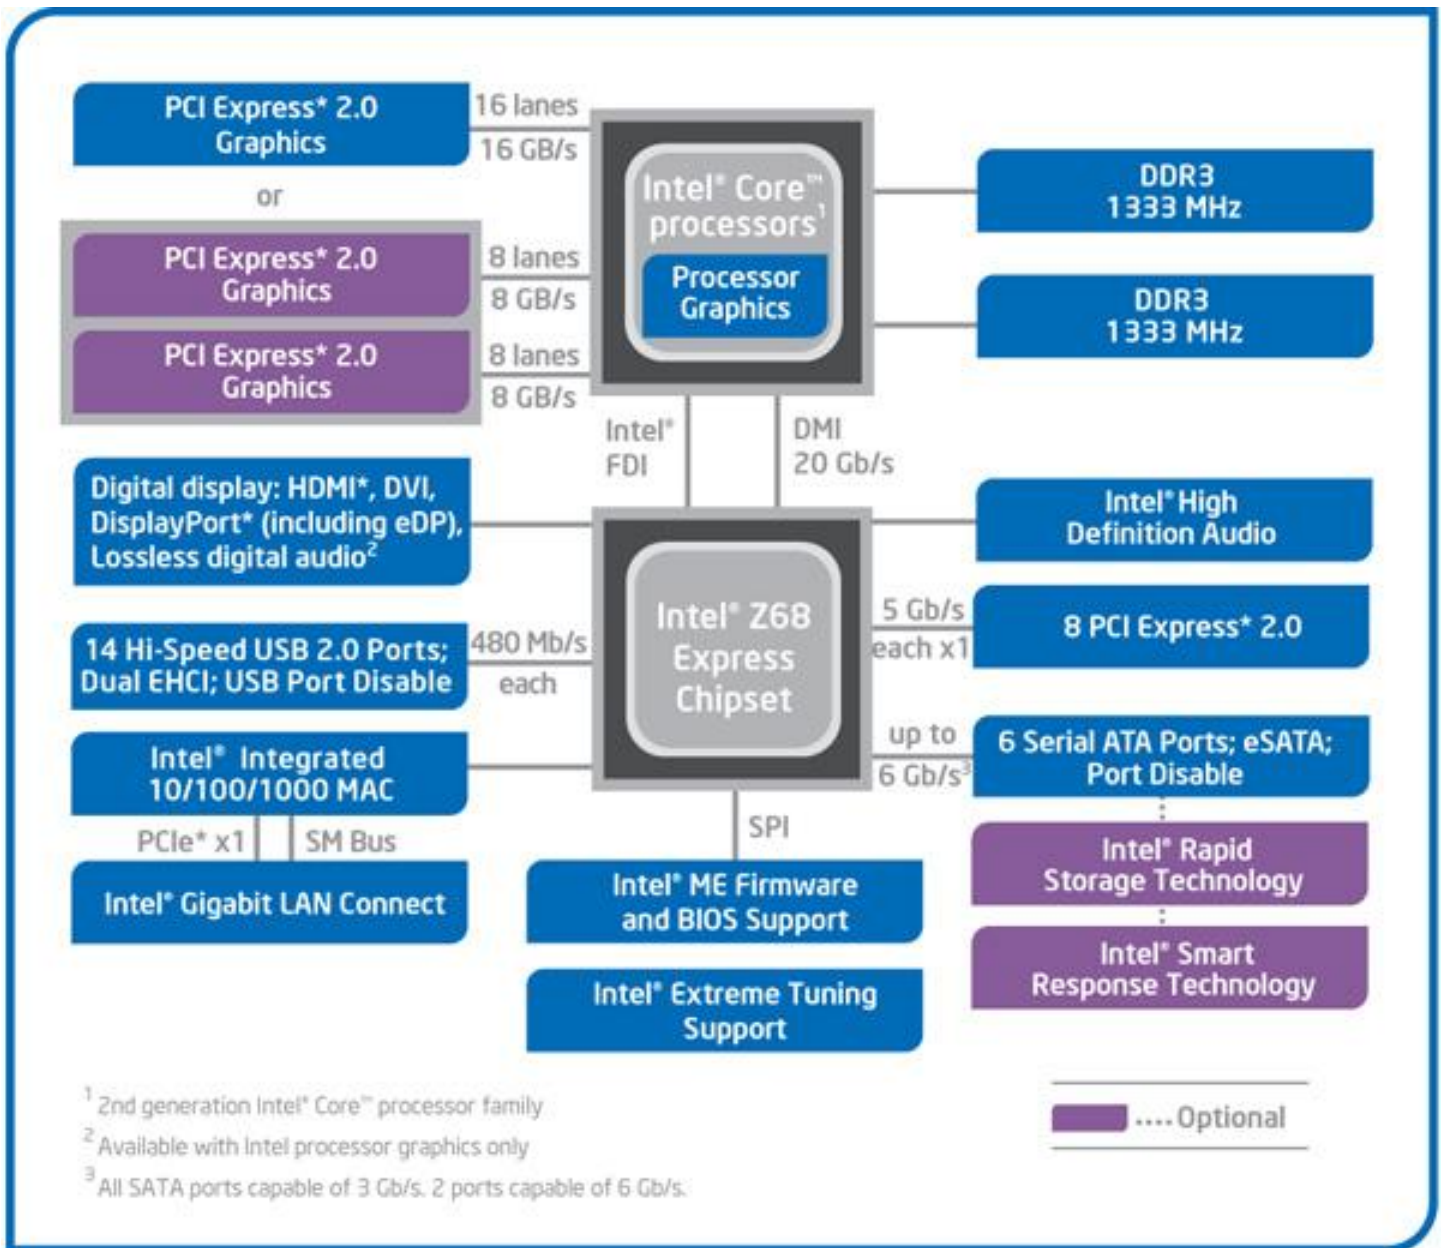 PCI Express* 2.0
Graphics
16 lanes
16 GB/s
or
PCI Express* 2.0
Graphics
8 lanes
8 GB/s
PCI Express* 2.0
Graphics
8 lanes
8 GB/s
Intel® Core™
processors¹
Processor
Graphics
DDR3
1333 MHz
DDR3
1333 MHz
Intel®
FDI
DMI
20 Gb/s
Digital display: HDMI*, DVI,
DisplayPort* (including eDP),
Lossless digital audio²
Intel® High
Definition Audio
Intel® Z68
Express
Chipset
5 Gb/s
each x1
8 PCI Express* 2.0
14 Hi-Speed USB 2.0 Ports;
Dual EHCI; USB Port Disable
480 Mb/s
each
up to
6 Gb/s³
6 Serial ATA Ports; eSATA;
Port Disable
Intel® Integrated
10/100/1000 MAC
PCIe* x1
SM Bus
Intel® Gigabit LAN Connect
SPI
Intel® ME Firmware
and BIOS Support
Intel® Extreme Tuning
Support
Intel® Rapid
Storage Technology
Intel® Smart
Response Technology
¹ 2nd generation Intel® Core™ processor family
² Available with Intel processor graphics only
³ All SATA ports capable of 3 Gb/s. 2 ports capable of 6 Gb/s.
.... Optional